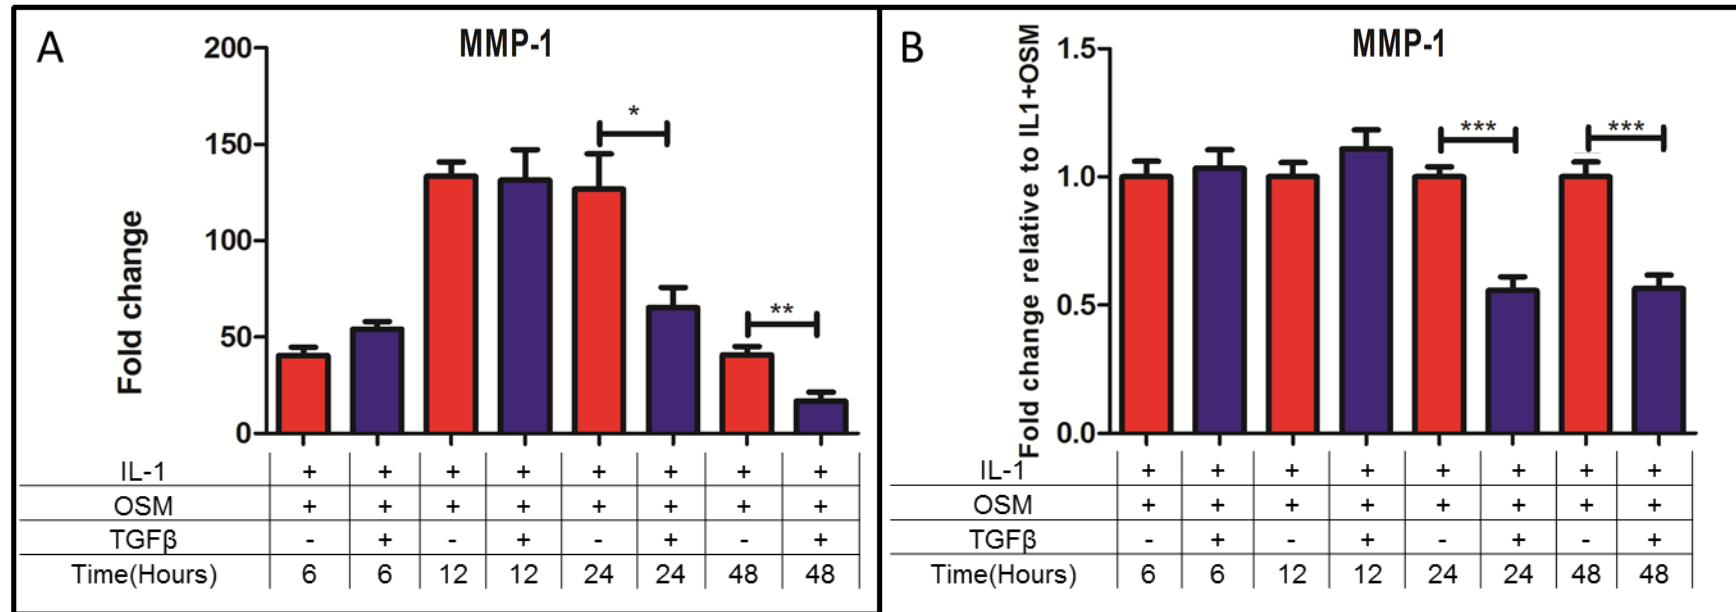 A
MMP-1
200
150
100
50
0
Fold change
*
**
IL-1 + + + + + + + +
OSM + + + + + + + +
TGFβ - + - + - + - +
Time(Hours) 6 6 12 12 24 24 48 48
B
MMP-1
1.5
1.0
0.5
0.0
Fold change relative to IL1+OSM
***
***
IL-1 + + + + + + + +
OSM + + + + + + + +
TGFβ - + - + - + - +
Time(Hours) 6 6 12 12 24 24 48 48